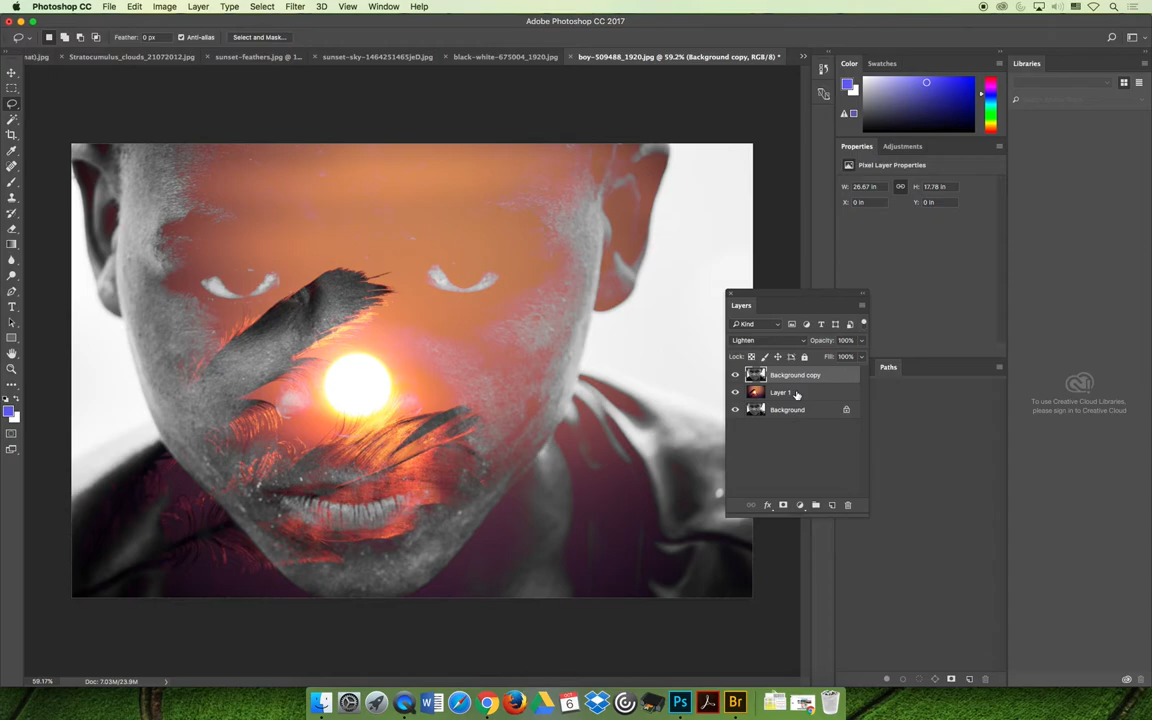 Photoshop CC File Edit Image Layer Type Select Filter 3D View Window Help
Adobe Photoshop CC 2017
Feather: 0 px Anti-alias Select and Mask...
Stratocumulus_clouds_21072012.jpg × sunset-feathers.jpg @ 1... × sunset-sky-1464251465jeD.jpg × black-white-675004_1920.jpg × boy-509488_1920.jpg @ 59.2% (Background copy, RGB/8) *
Color Swatches
Libraries
Properties Adjustments
Pixel Layer Properties
W: 26.67 in H: 17.78 in
X: 0 in Y: 0 in
Layers
Kind
Lighten Opacity: 100%
Lock: Fill: 100%
Background copy
Layer 1
Background
Paths
To use Creative Cloud Libraries,
please sign in to Creative Cloud
59.17% Doc: 7.03M/23.9M
OCT
6
W
Ps
Br